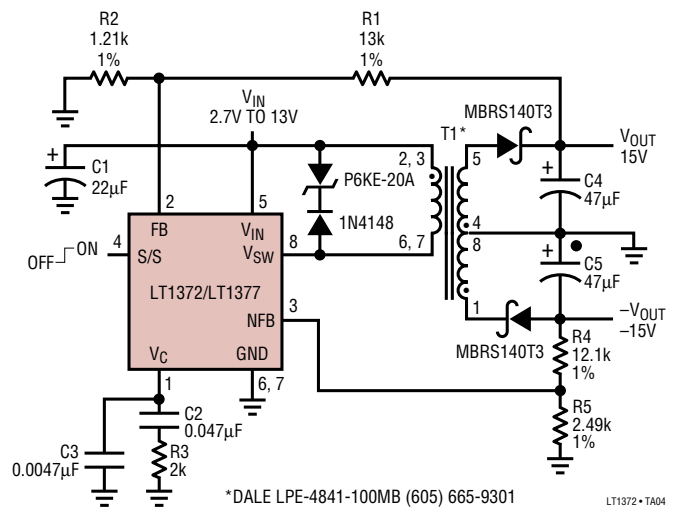 R2
1.21k
1%
R1
13k
1%
VIN
2.7V TO 13V
MBRS140T3
T1*
VOUT
15V
+
C1
22µF
2, 3
5
P6KE-20A
+
C4
47µF
2
5
1N4148
4
FB
VIN
6, 7
8
OFF
ON
4
S/S
VSW
8
+
C5
47µF
LT1372/LT1377
3
NFB
1
–VOUT
–15V
MBRS140T3
R4
12.1k
1%
VC
GND
1
6, 7
C2
0.047µF
R5
2.49k
1%
C3
0.0047µF
R3
2k
*DALE LPE-4841-100MB (605) 665-9301
LT1372 • TA04